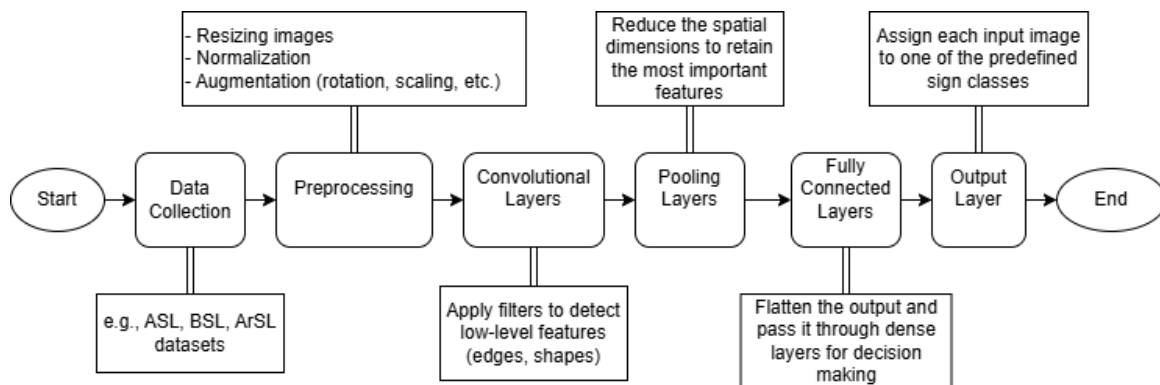 - Resizing images
- Normalization
- Augmentation (rotation, scaling, etc.)
Reduce the spatial
dimensions to retain
the most important
features
Assign each input image
to one of the predefined
sign classes
Start
Data
Collection
Preprocessing
Convolutional
Layers
Pooling
Layers
Fully
Connected
Layers
Output
Layer
End
e.g., ASL, BSL, ArSL
datasets
Apply filters to detect
low-level features
(edges, shapes)
Flatten the output and
pass it through dense
layers for decision
making